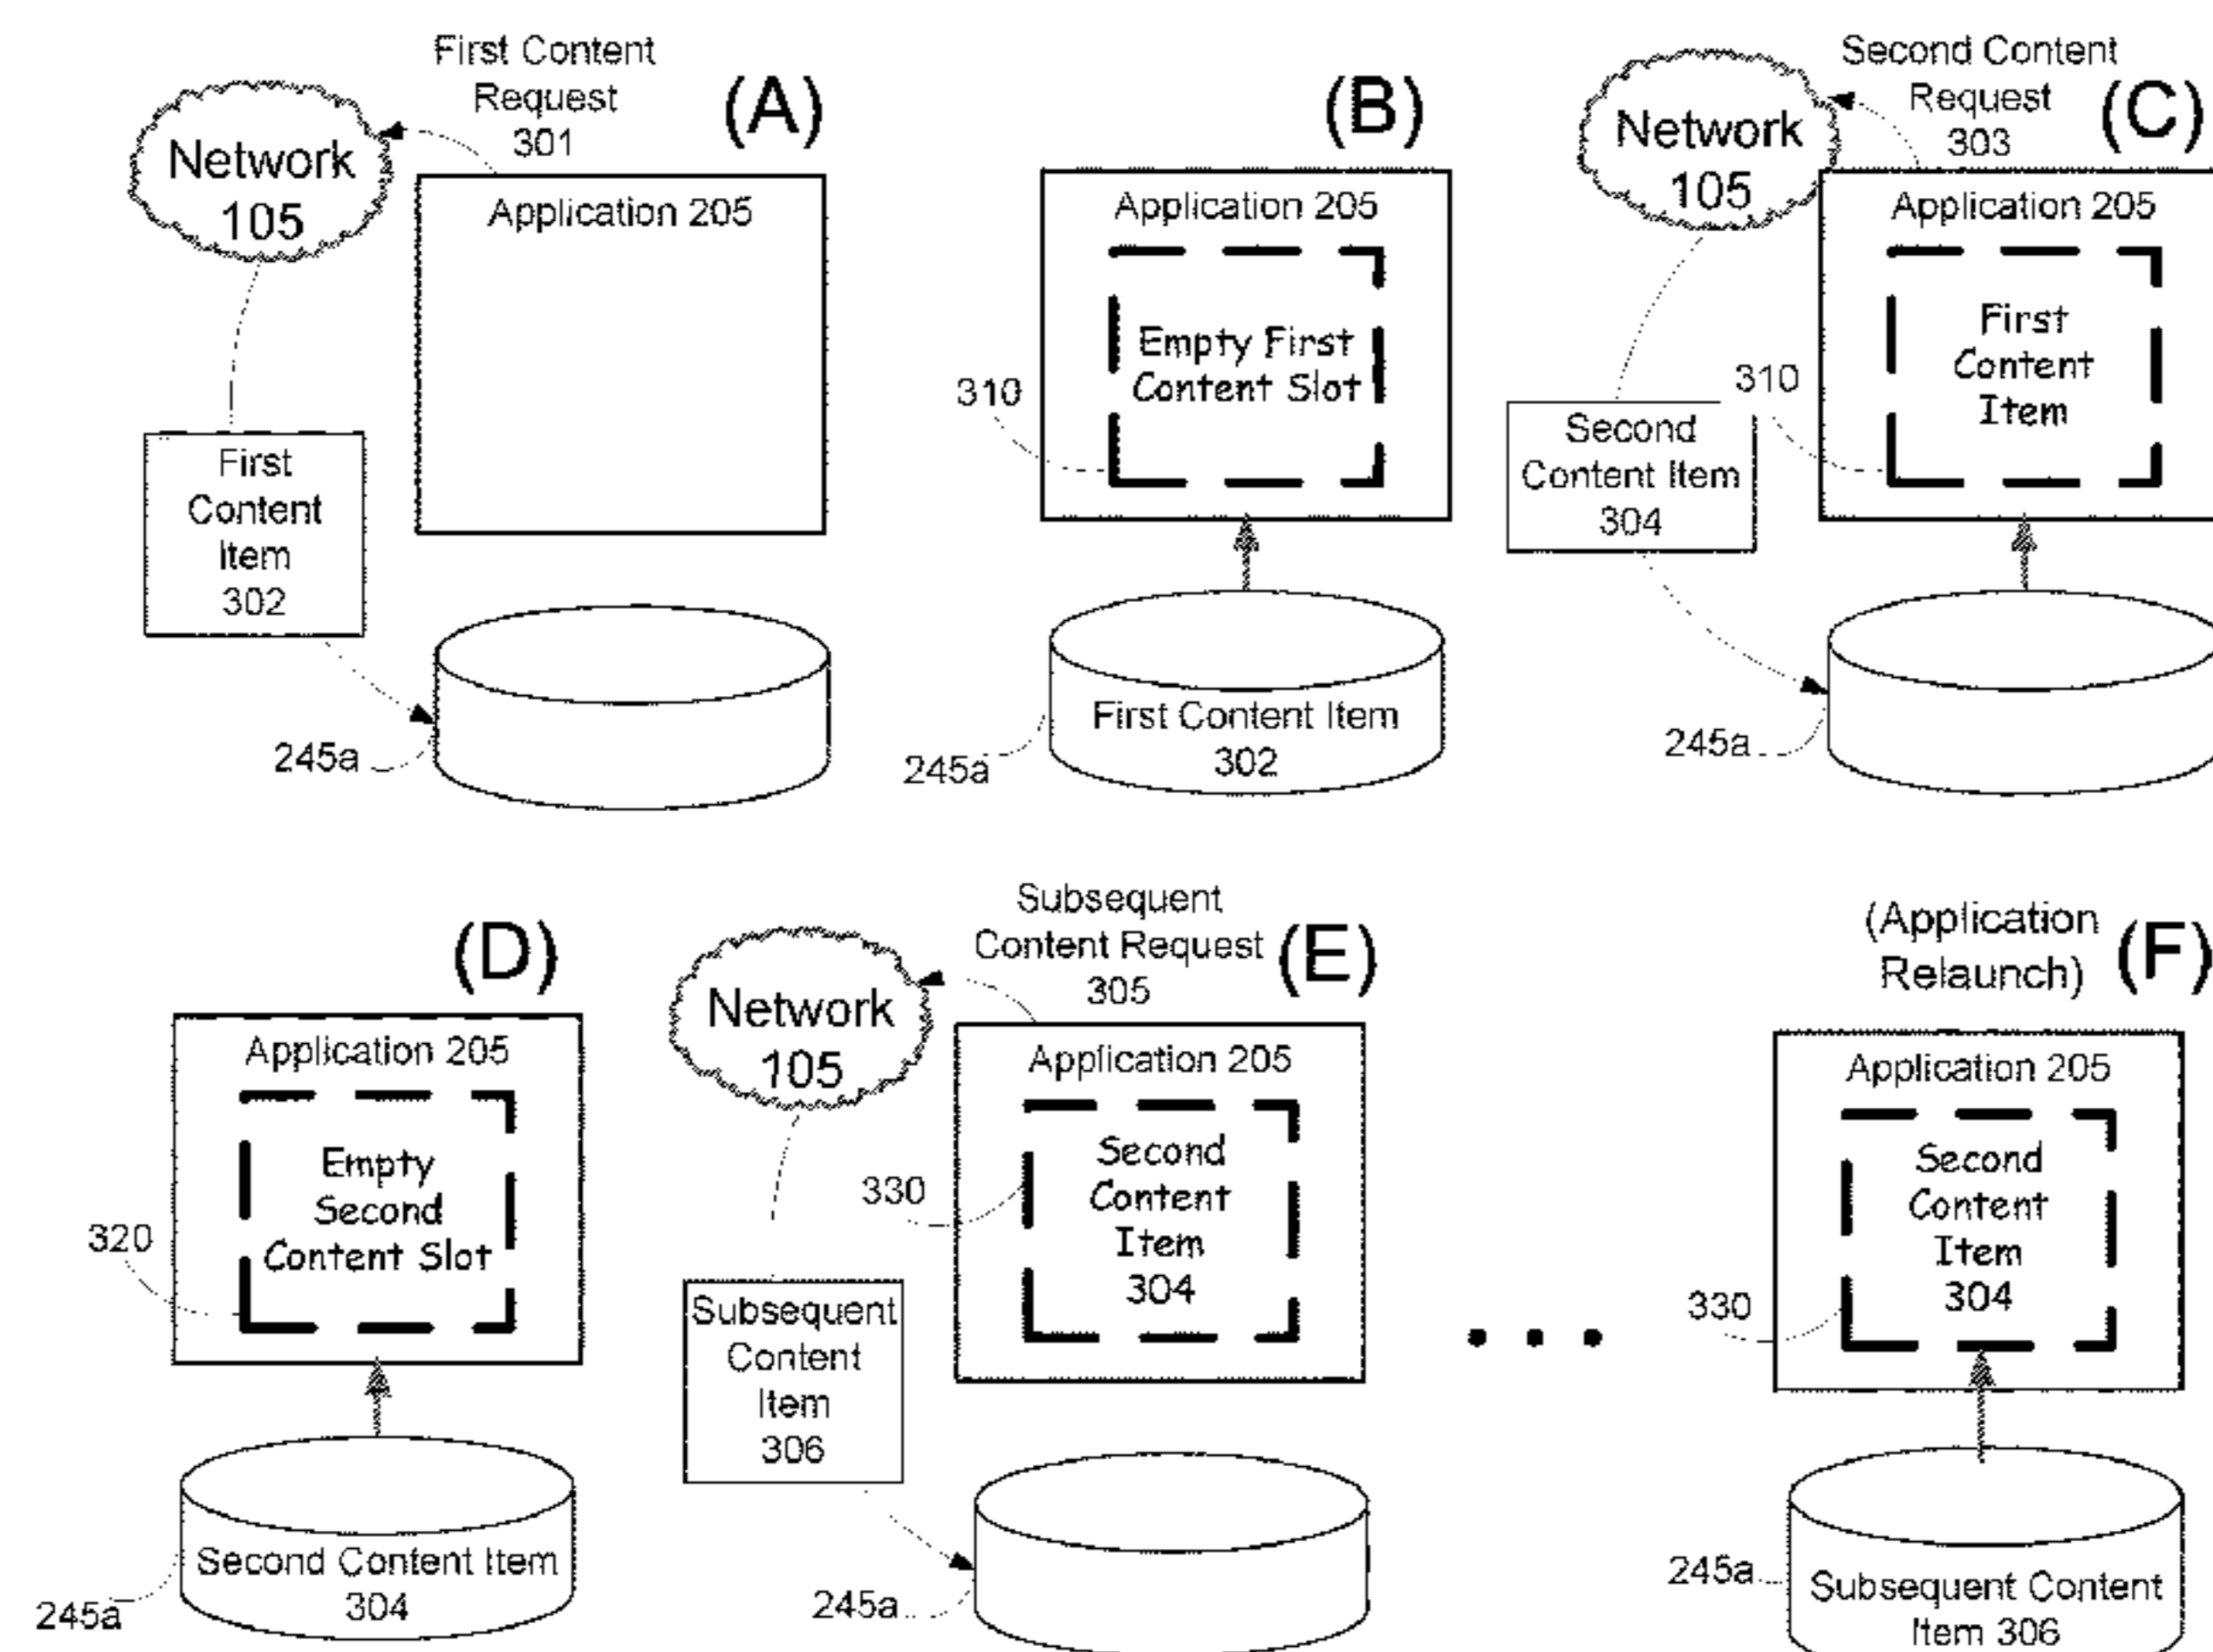 First Content
Request
301
(A)
Network
105
Application 205
First
Content
Item
302
245a
(B)
Application 205
Empty First
Content Slot
310
First Content Item
302
245a
Second Content
Request
303
(C)
Network
105
Application 205
First
Content
Item
310
Second
Content Item
304
245a
(D)
Application 205
Empty
Second
Content Slot
320
Second Content Item
304
245a
Subsequent
Content Request
305
(E)
Network
105
Application 205
Second
Content
Item
304
330
Subsequent
Content
Item
306
245a
(Application
Relaunch)
(F)
Application 205
Second
Content
Item
304
330
245a
Subsequent Content
Item 306